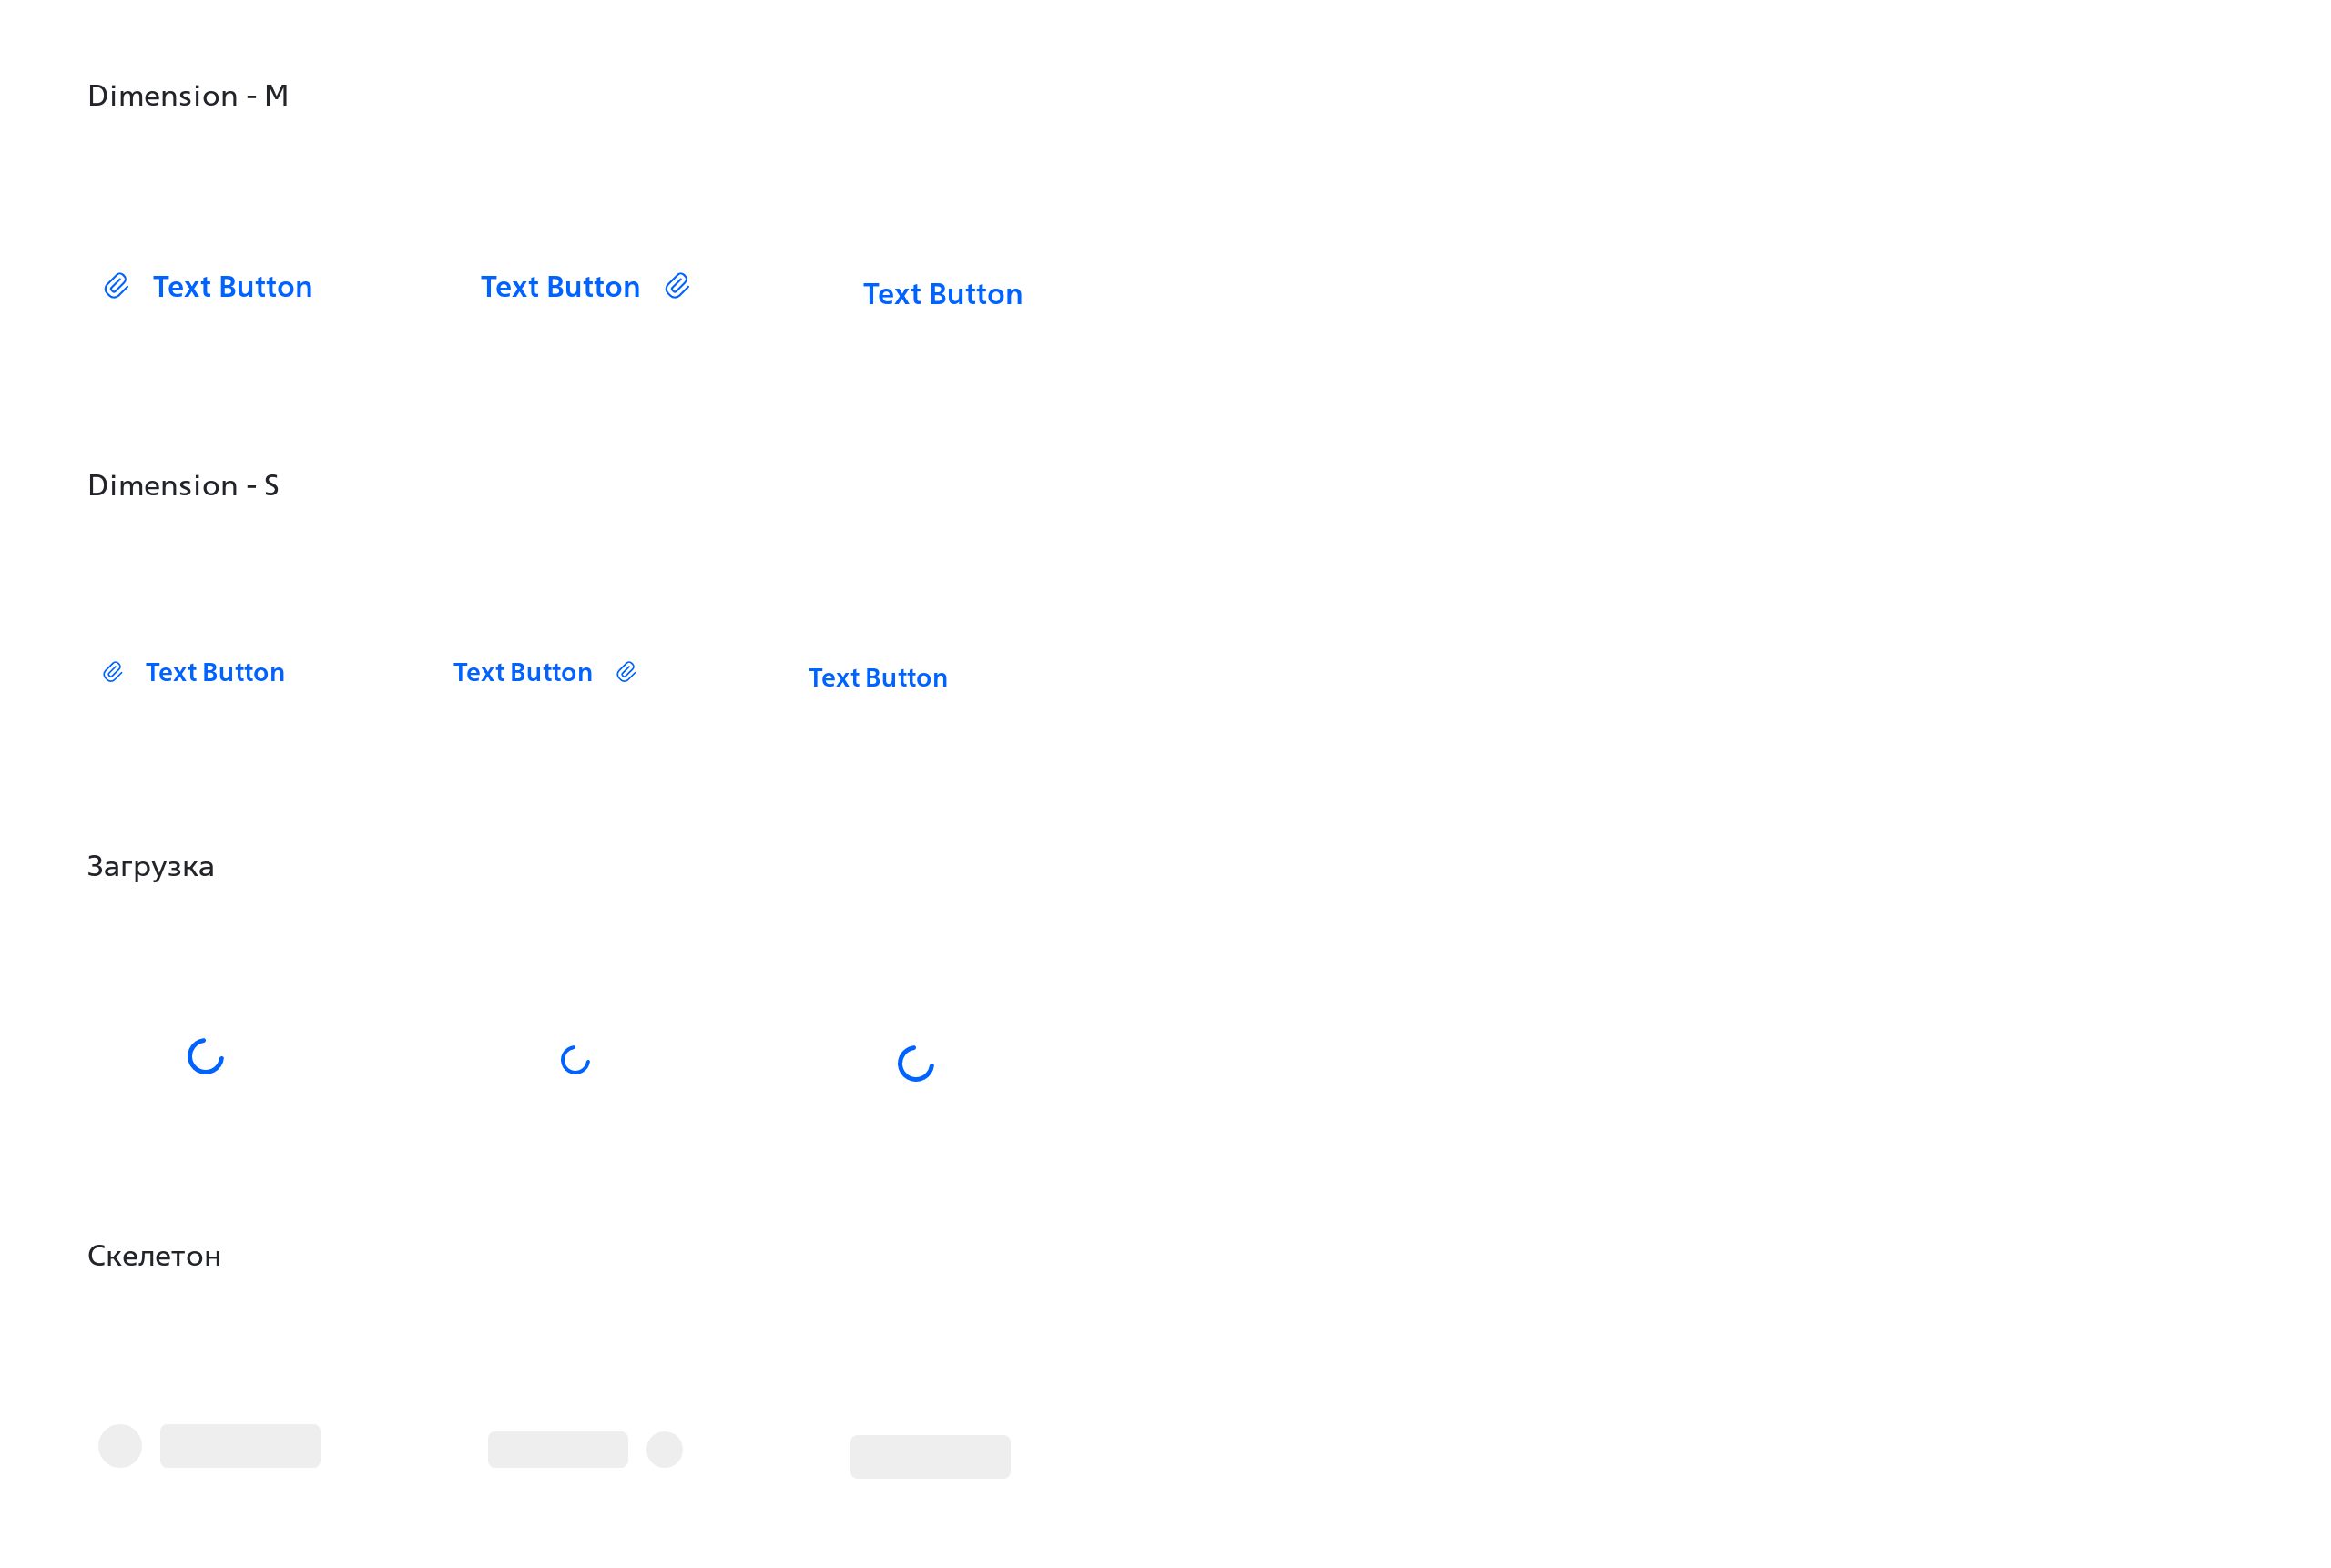 Dimension - M
Text Button Text Button Text Button
Dimension - S
Text Button Text Button Text Button
Загрузка
Скелетон